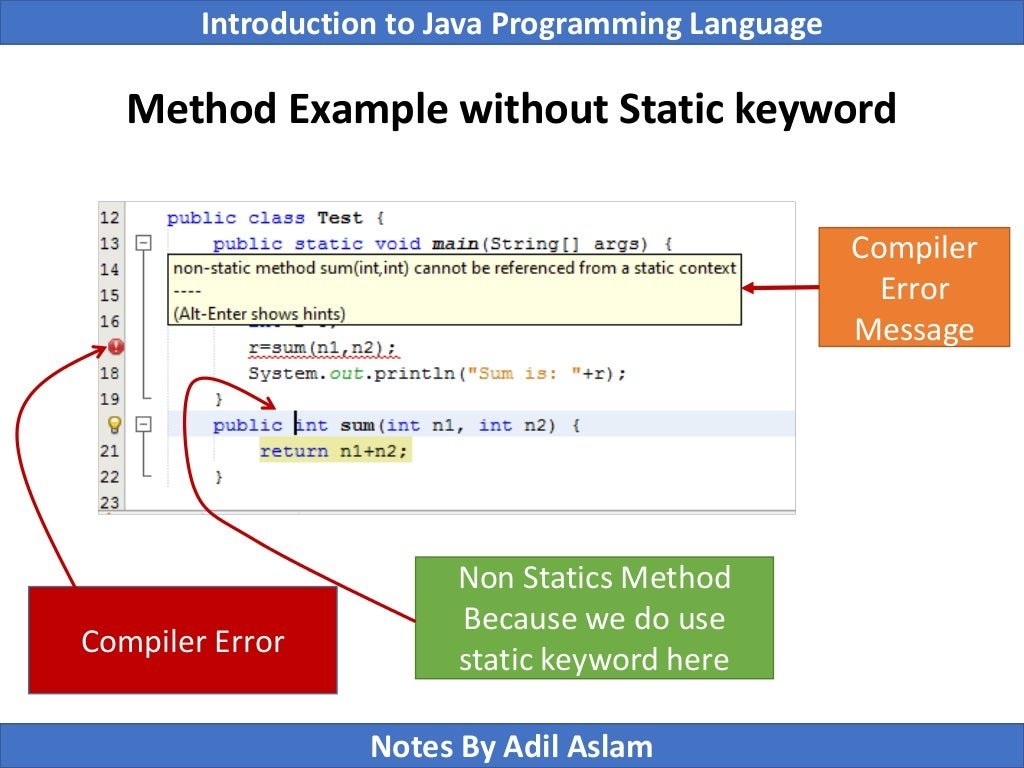 Introduction to Java Programming Language
Method Example without Static keyword
12 public class Test {
13 public static void main(String[] args) {
14 non-static method sum(int,int) cannot be referenced from a static context
15 ----
(Alt-Enter shows hints)
16
r=sum(n1,n2);
18 System.out.println("Sum is: "+r);
19 }
public int sum(int n1, int n2) {
21 return n1+n2;
22 }
23
Compiler
Error
Message
Compiler Error
Non Statics Method
Because we do use
static keyword here
Notes By Adil Aslam